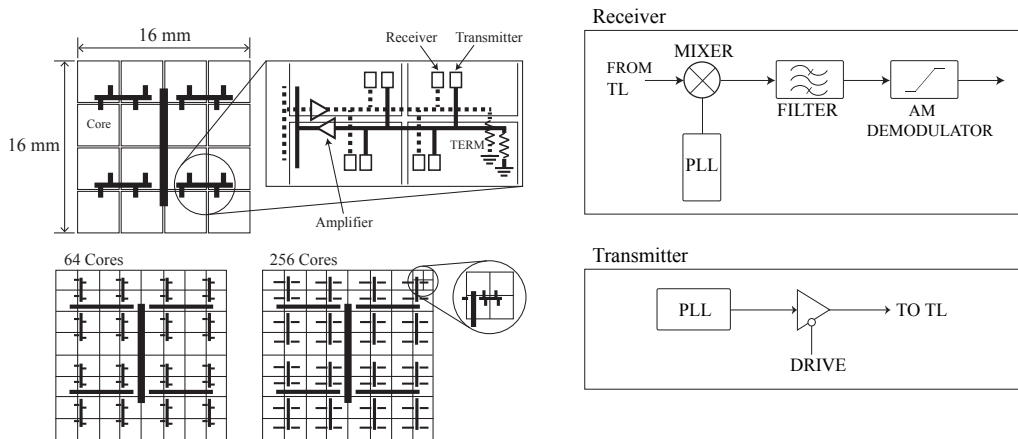 16 mm
16 mm
Core
Receiver
Transmitter
TERM
Amplifier
64 Cores
256 Cores
Receiver
MIXER
FROM
TL
FILTER
AM
DEMODULATOR
PLL
Transmitter
PLL
TO TL
DRIVE